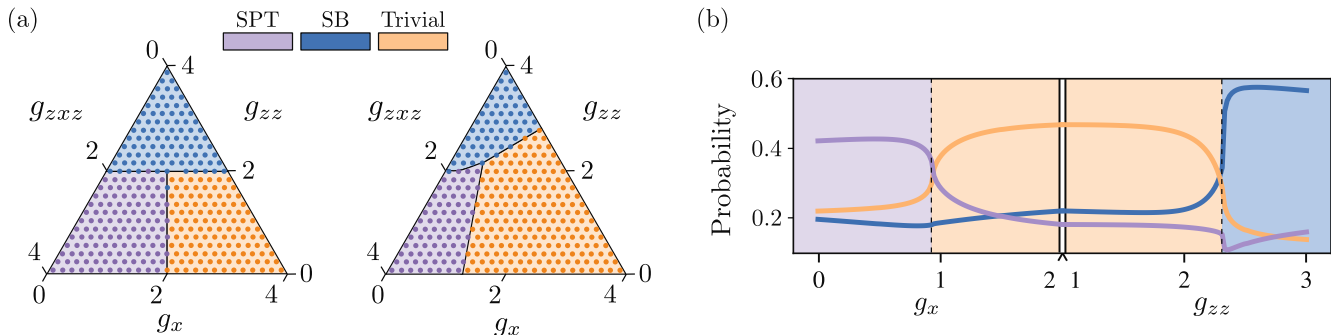 (a)
SPT SB Trivial
0 4
g_zxz g_zz
2 2
4 0
0 2 4
g_x
0 4
g_zxz g_zz
2 2
4 0
0 2 4
g_x
(b)
Probability
0.6
0.4
0.2
0 1 2 1 2 3
g_x g_zz